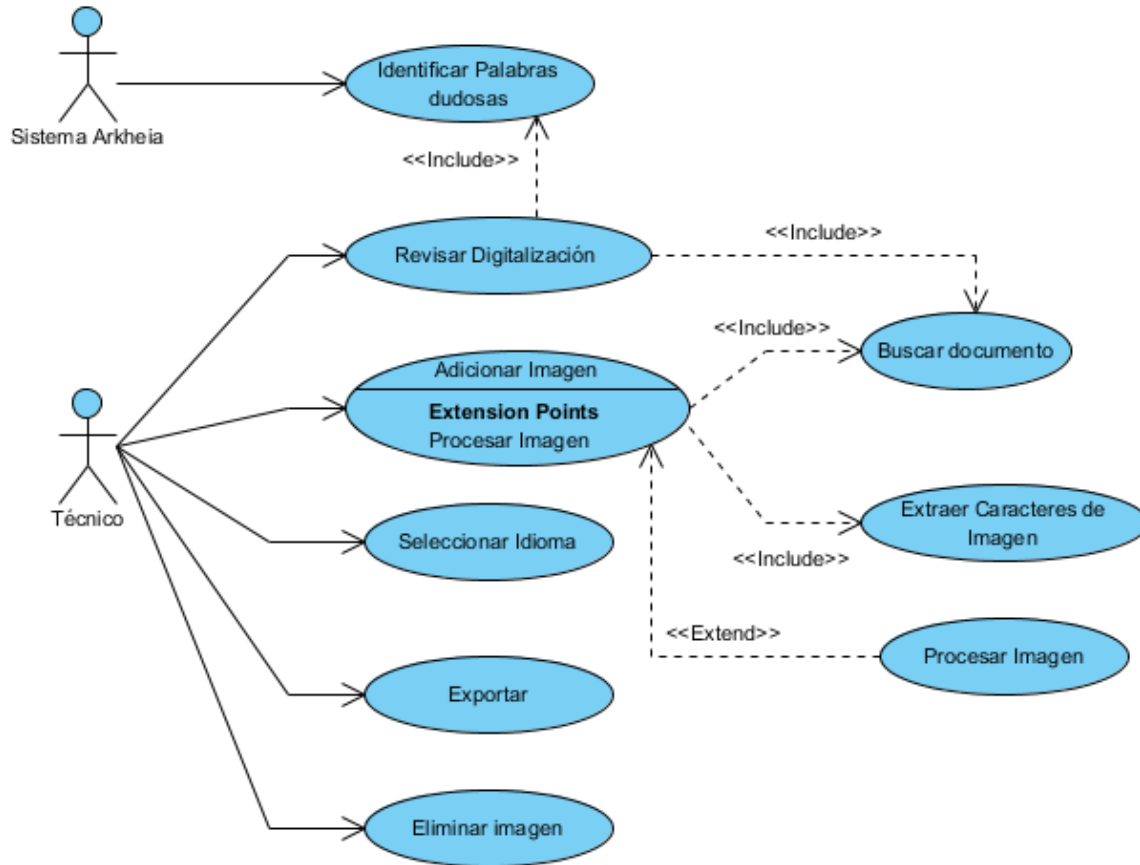 Identificar Palabras
dudosas
Sistema Arkheia
<<Include>>
Revisar Digitalización
<<Include>>
<<Include>>
Buscar documento
Adicionar Imagen
Extension Points
Procesar Imagen
Técnico
Seleccionar Idioma
Extraer Caracteres de
Imagen
<<Include>>
<<Extend>>
Procesar Imagen
Exportar
Eliminar imagen